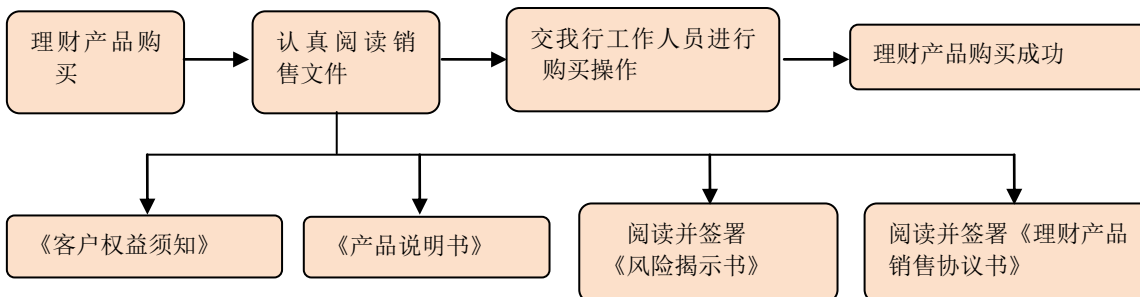 理财产品购
买
认真阅读销
售文件
交我行工作人员进行
购买操作
理财产品购买成功
《客户权益须知》
《产品说明书》
阅读并签署
《风险揭示书》
阅读并签署《理财产品
销售协议书》